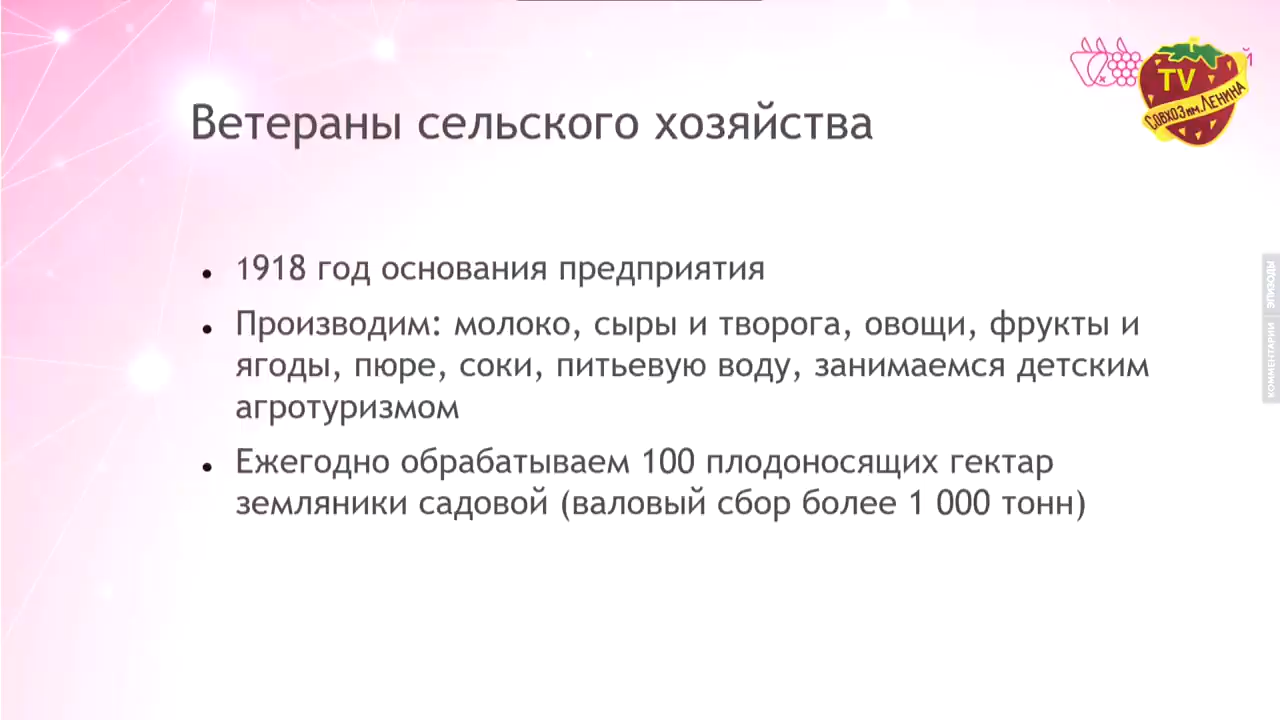 TV
Совхоз им. Ленина
Ветераны сельского хозяйства
1918 год основания предприятия
Производим: молоко, сыры и творога, овощи, фрукты и
ягоды, пюре, соки, питьевую воду, занимаемся детским
агротуризмом
Ежегодно обрабатываем 100 плодоносящих гектар
земляники садовой (валовый сбор более 1 000 тонн)
ЭПИЗОДЫ
КОММЕНТАРИИ